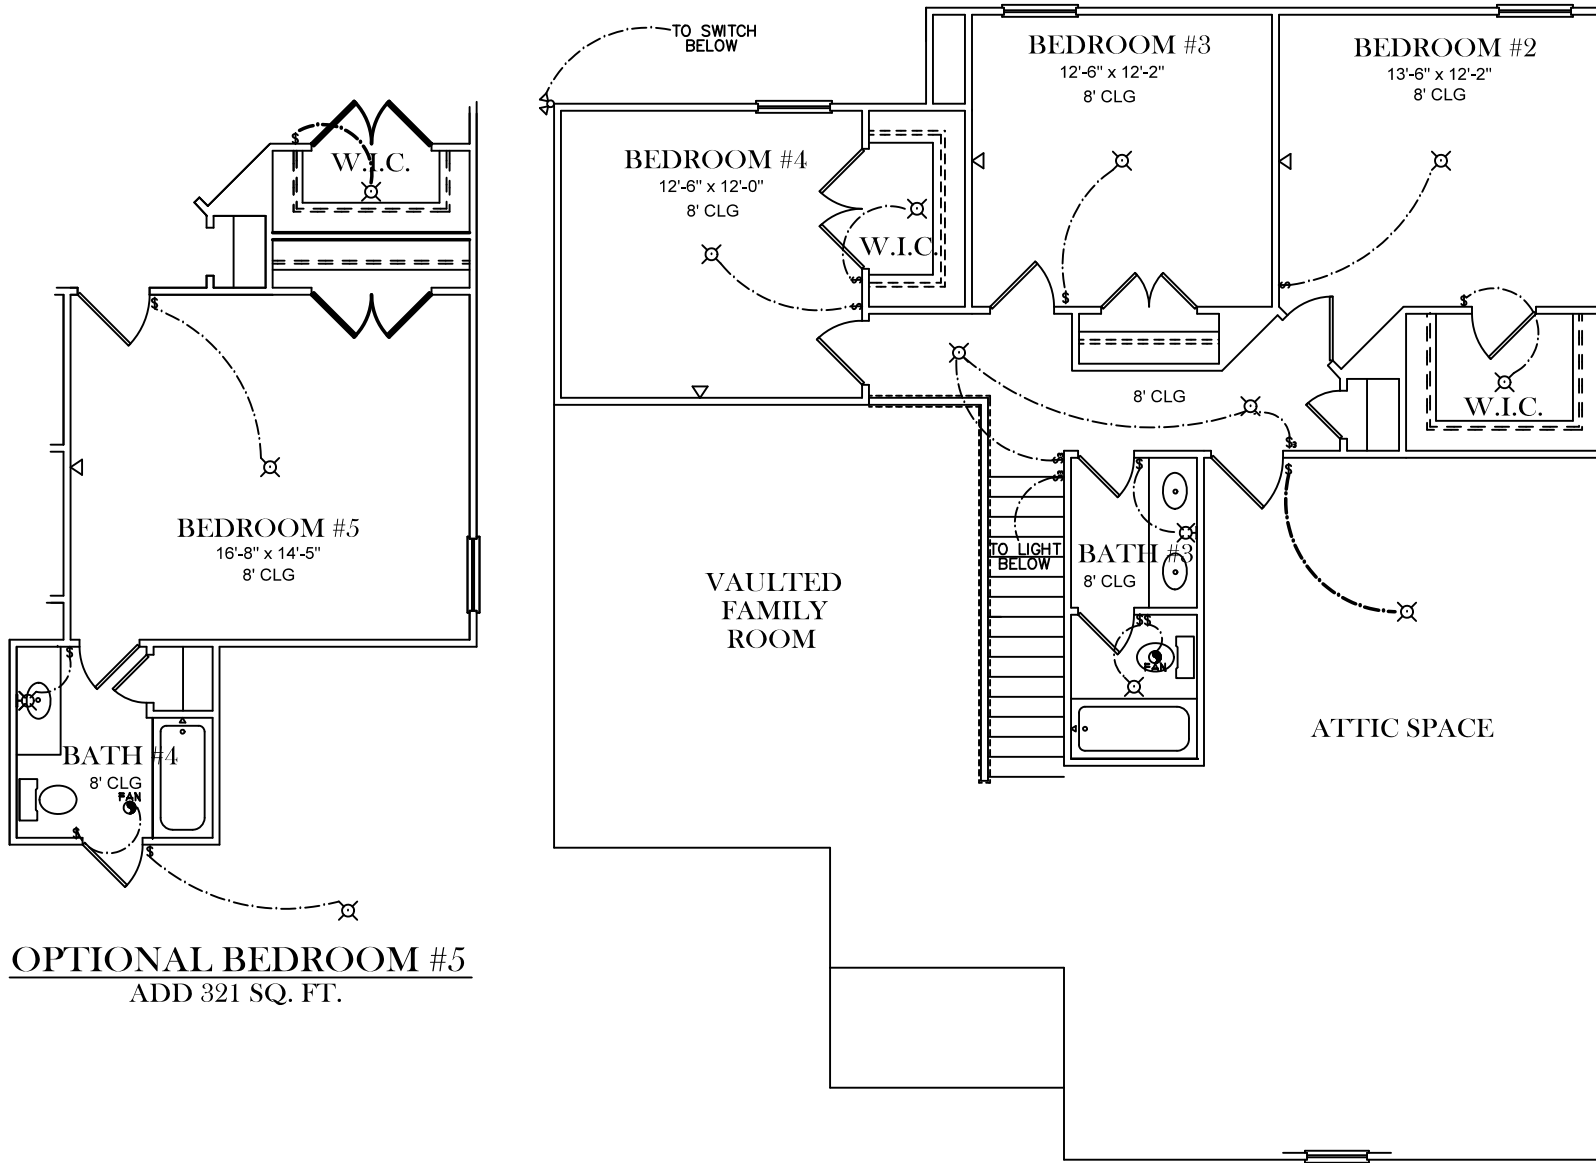 TO SWITCH
BELOW
BEDROOM #3
12'-6" x 12'-2"
8' CLG
BEDROOM #2
13'-6" x 12'-2"
8' CLG
BEDROOM #4
12'-6" x 12'-0"
8' CLG
W.I.C.
W.I.C.
8' CLG
W.I.C.
BEDROOM #5
16'-8" x 14'-5"
8' CLG
TO LIGHT
BELOW
BATH #3
8' CLG
VAULTED
FAMILY
ROOM
FAN
ATTIC SPACE
BATH #4
8' CLG
FAN
OPTIONAL BEDROOM #5
ADD 321 SQ. FT.